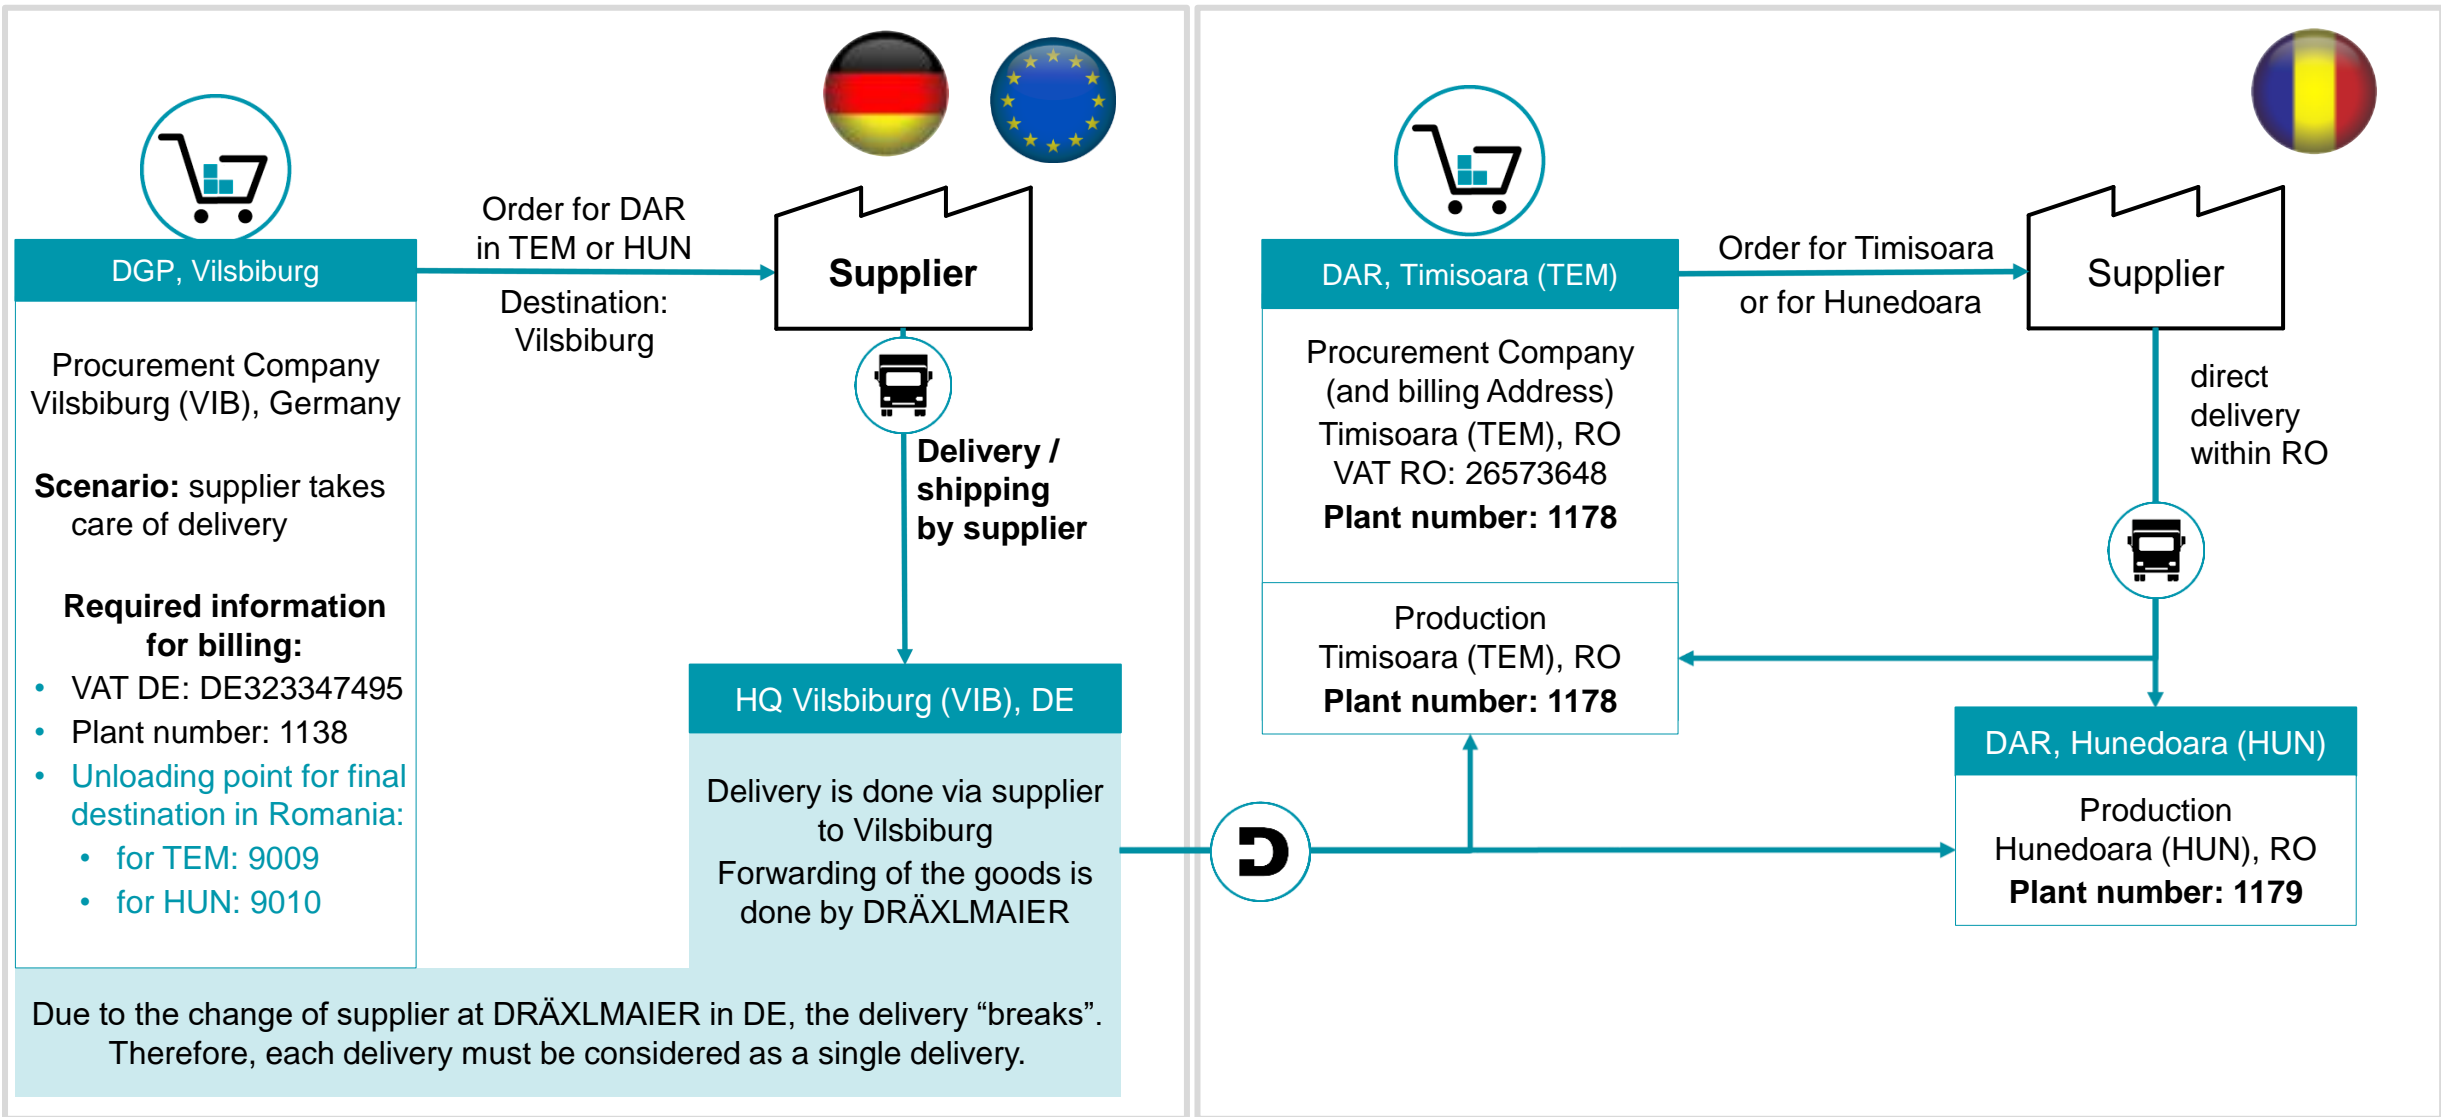 DGP, Vilsbiburg
Procurement Company
Vilsbiburg (VIB), Germany
Scenario: supplier takes
care of delivery
Required information
for billing:
• VAT DE: DE323347495
• Plant number: 1138
• Unloading point for final
destination in Romania:
• for TEM: 9009
• for HUN: 9010
Order for DAR
in TEM or HUN
Destination:
Vilsbiburg
Supplier
Delivery /
shipping
by supplier
HQ Vilsbiburg (VIB), DE
Delivery is done via supplier
to Vilsbiburg
Forwarding of the goods is
done by DRÄXLMAIER
Due to the change of supplier at DRÄXLMAIER in DE, the delivery “breaks”.
Therefore, each delivery must be considered as a single delivery.
DAR, Timisoara (TEM)
Procurement Company
(and billing Address)
Timisoara (TEM), RO
VAT RO: 26573648
Plant number: 1178
Production
Timisoara (TEM), RO
Plant number: 1178
Order for Timisoara
or for Hunedoara
Supplier
direct
delivery
within RO
DAR, Hunedoara (HUN)
Production
Hunedoara (HUN), RO
Plant number: 1179